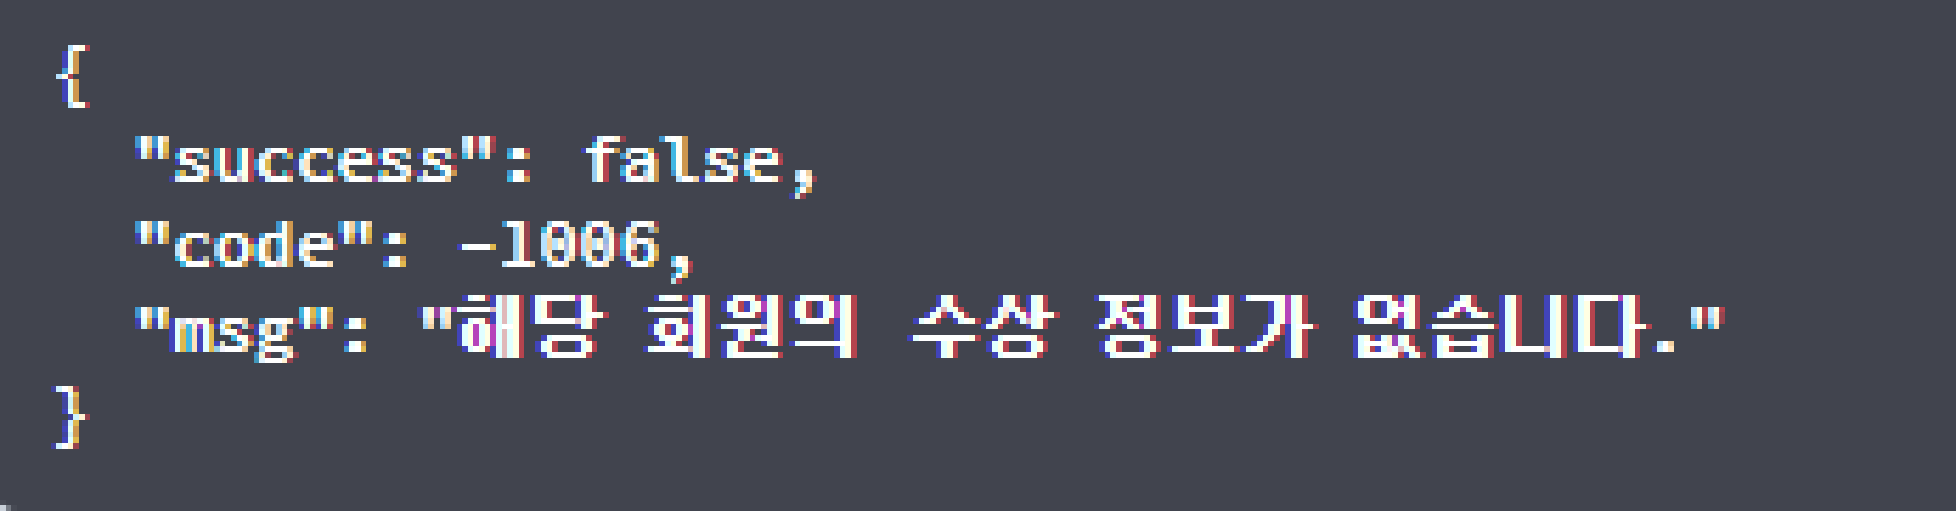 {
"success": false,
"code": -1006,
"msg": "해당 회원의 수상 정보가 없습니다."
}